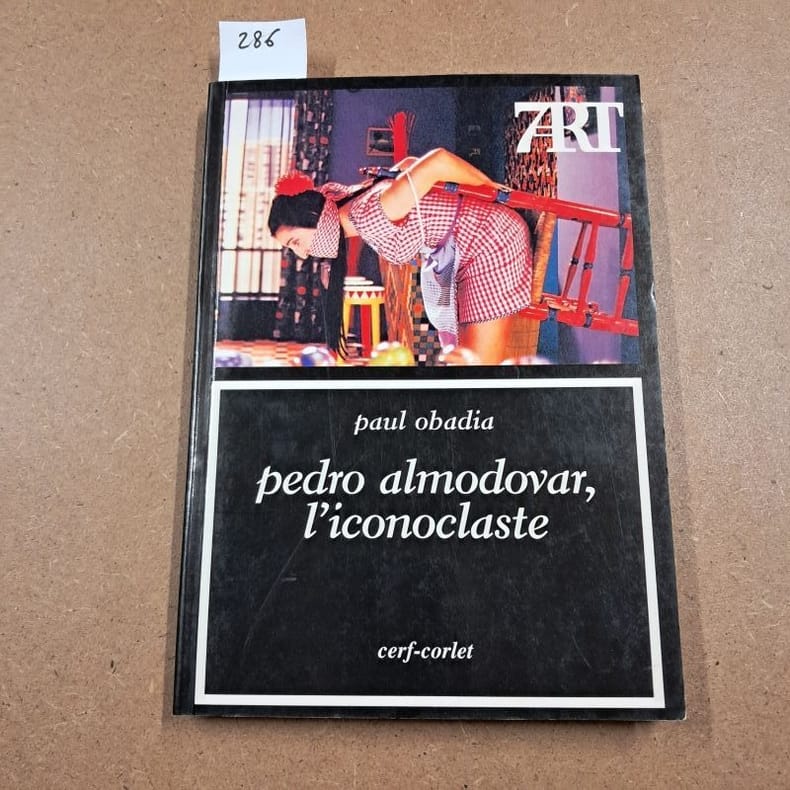 286
7ART
paul obadia
pedro almodovar,
l'iconoclaste
cerf-corlet